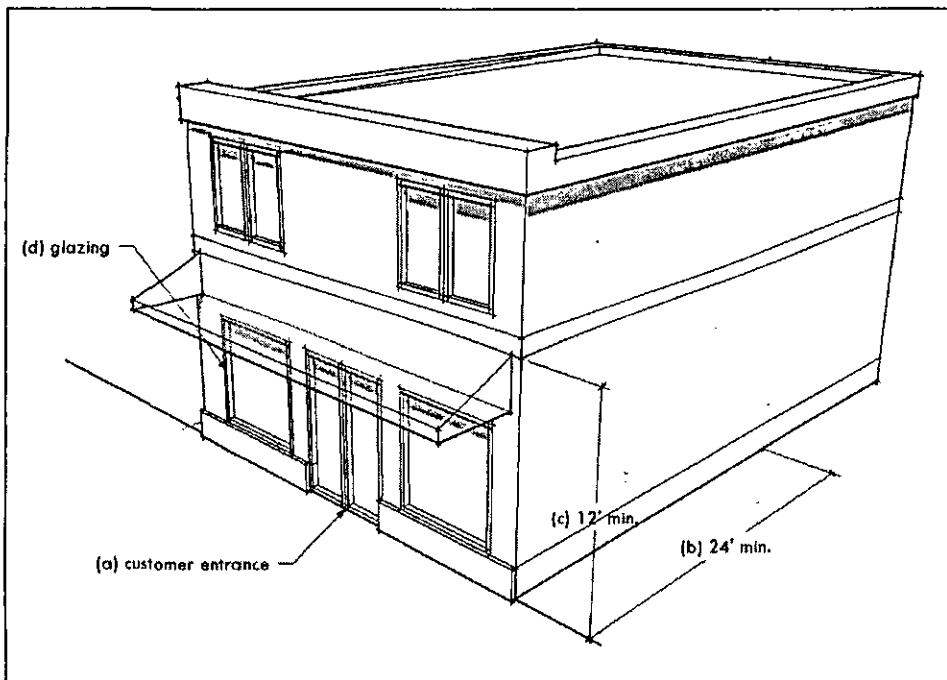 (d) glazing
(c) 12' min.
(b) 24' min.
(a) customer entrance